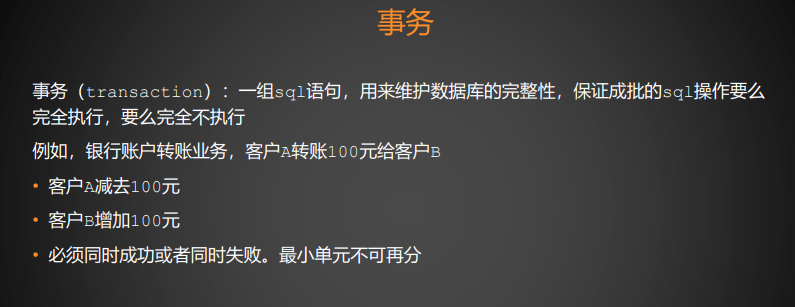 事务
事务（transaction）：一组sql语句，用来维护数据库的完整性，保证成批的sql操作要么
完全执行，要么完全不执行
例如，银行账户转账业务，客户A转账100元给客户B
• 客户A减去100元
• 客户B增加100元
• 必须同时成功或者同时失败。最小单元不可再分